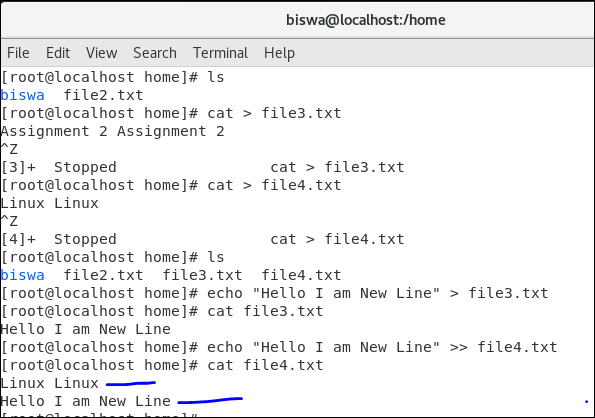 biswa@localhost:/home
File Edit View Search Terminal Help
[root@localhost home]# ls
biswa  file2.txt
[root@localhost home]# cat > file3.txt
Assignment 2 Assignment 2
^Z
[3]+  Stopped                 cat > file3.txt
[root@localhost home]# cat > file4.txt
Linux Linux
^Z
[4]+  Stopped                 cat > file4.txt
[root@localhost home]# ls
biswa  file2.txt  file3.txt  file4.txt
[root@localhost home]# echo "Hello I am New Line" > file3.txt
[root@localhost home]# cat file3.txt
Hello I am New Line
[root@localhost home]# echo "Hello I am New Line" >> file4.txt
[root@localhost home]# cat file4.txt
Linux Linux
Hello I am New Line
[root@localhost home]#